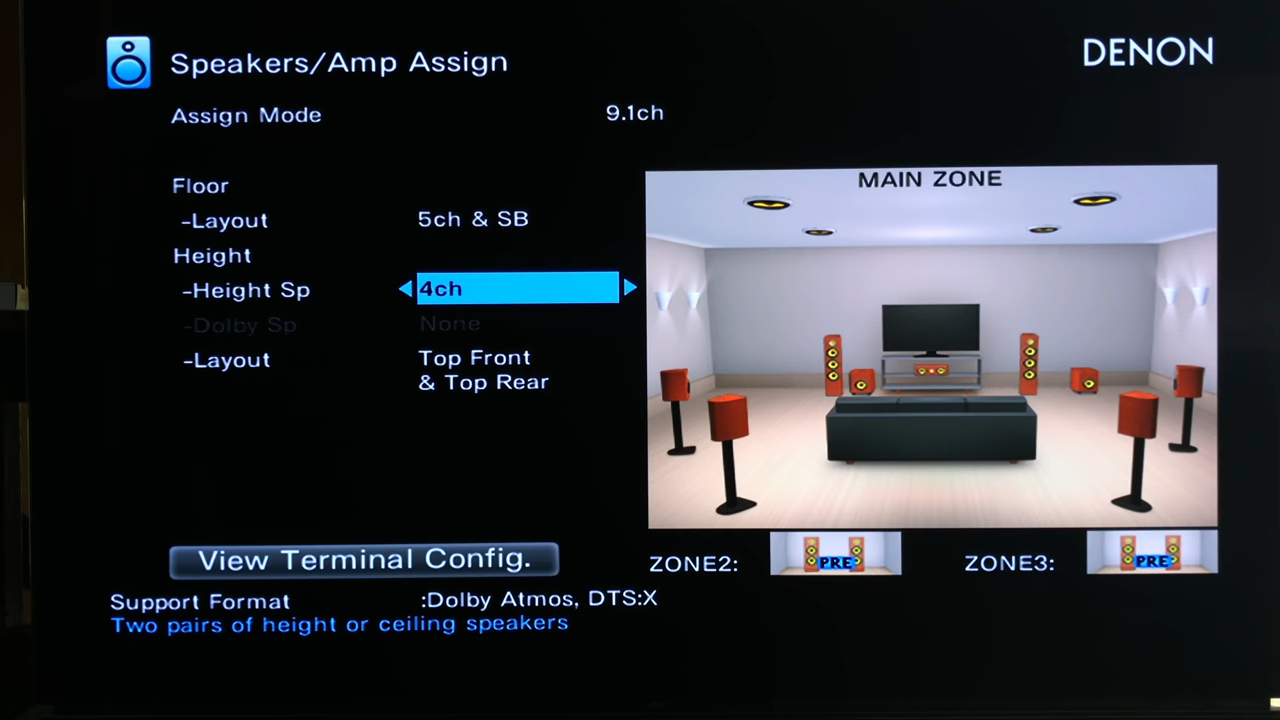 Speakers/Amp Assign
DENON
Assign Mode 9.1ch
Floor
-Layout 5ch & SB
Height
-Height Sp 4ch
-Dolby Sp None
-Layout Top Front
& Top Rear
MAIN ZONE
View Terminal Config.
ZONE2: PRE
ZONE3: PRE
Support Format :Dolby Atmos, DTS:X
Two pairs of height or ceiling speakers